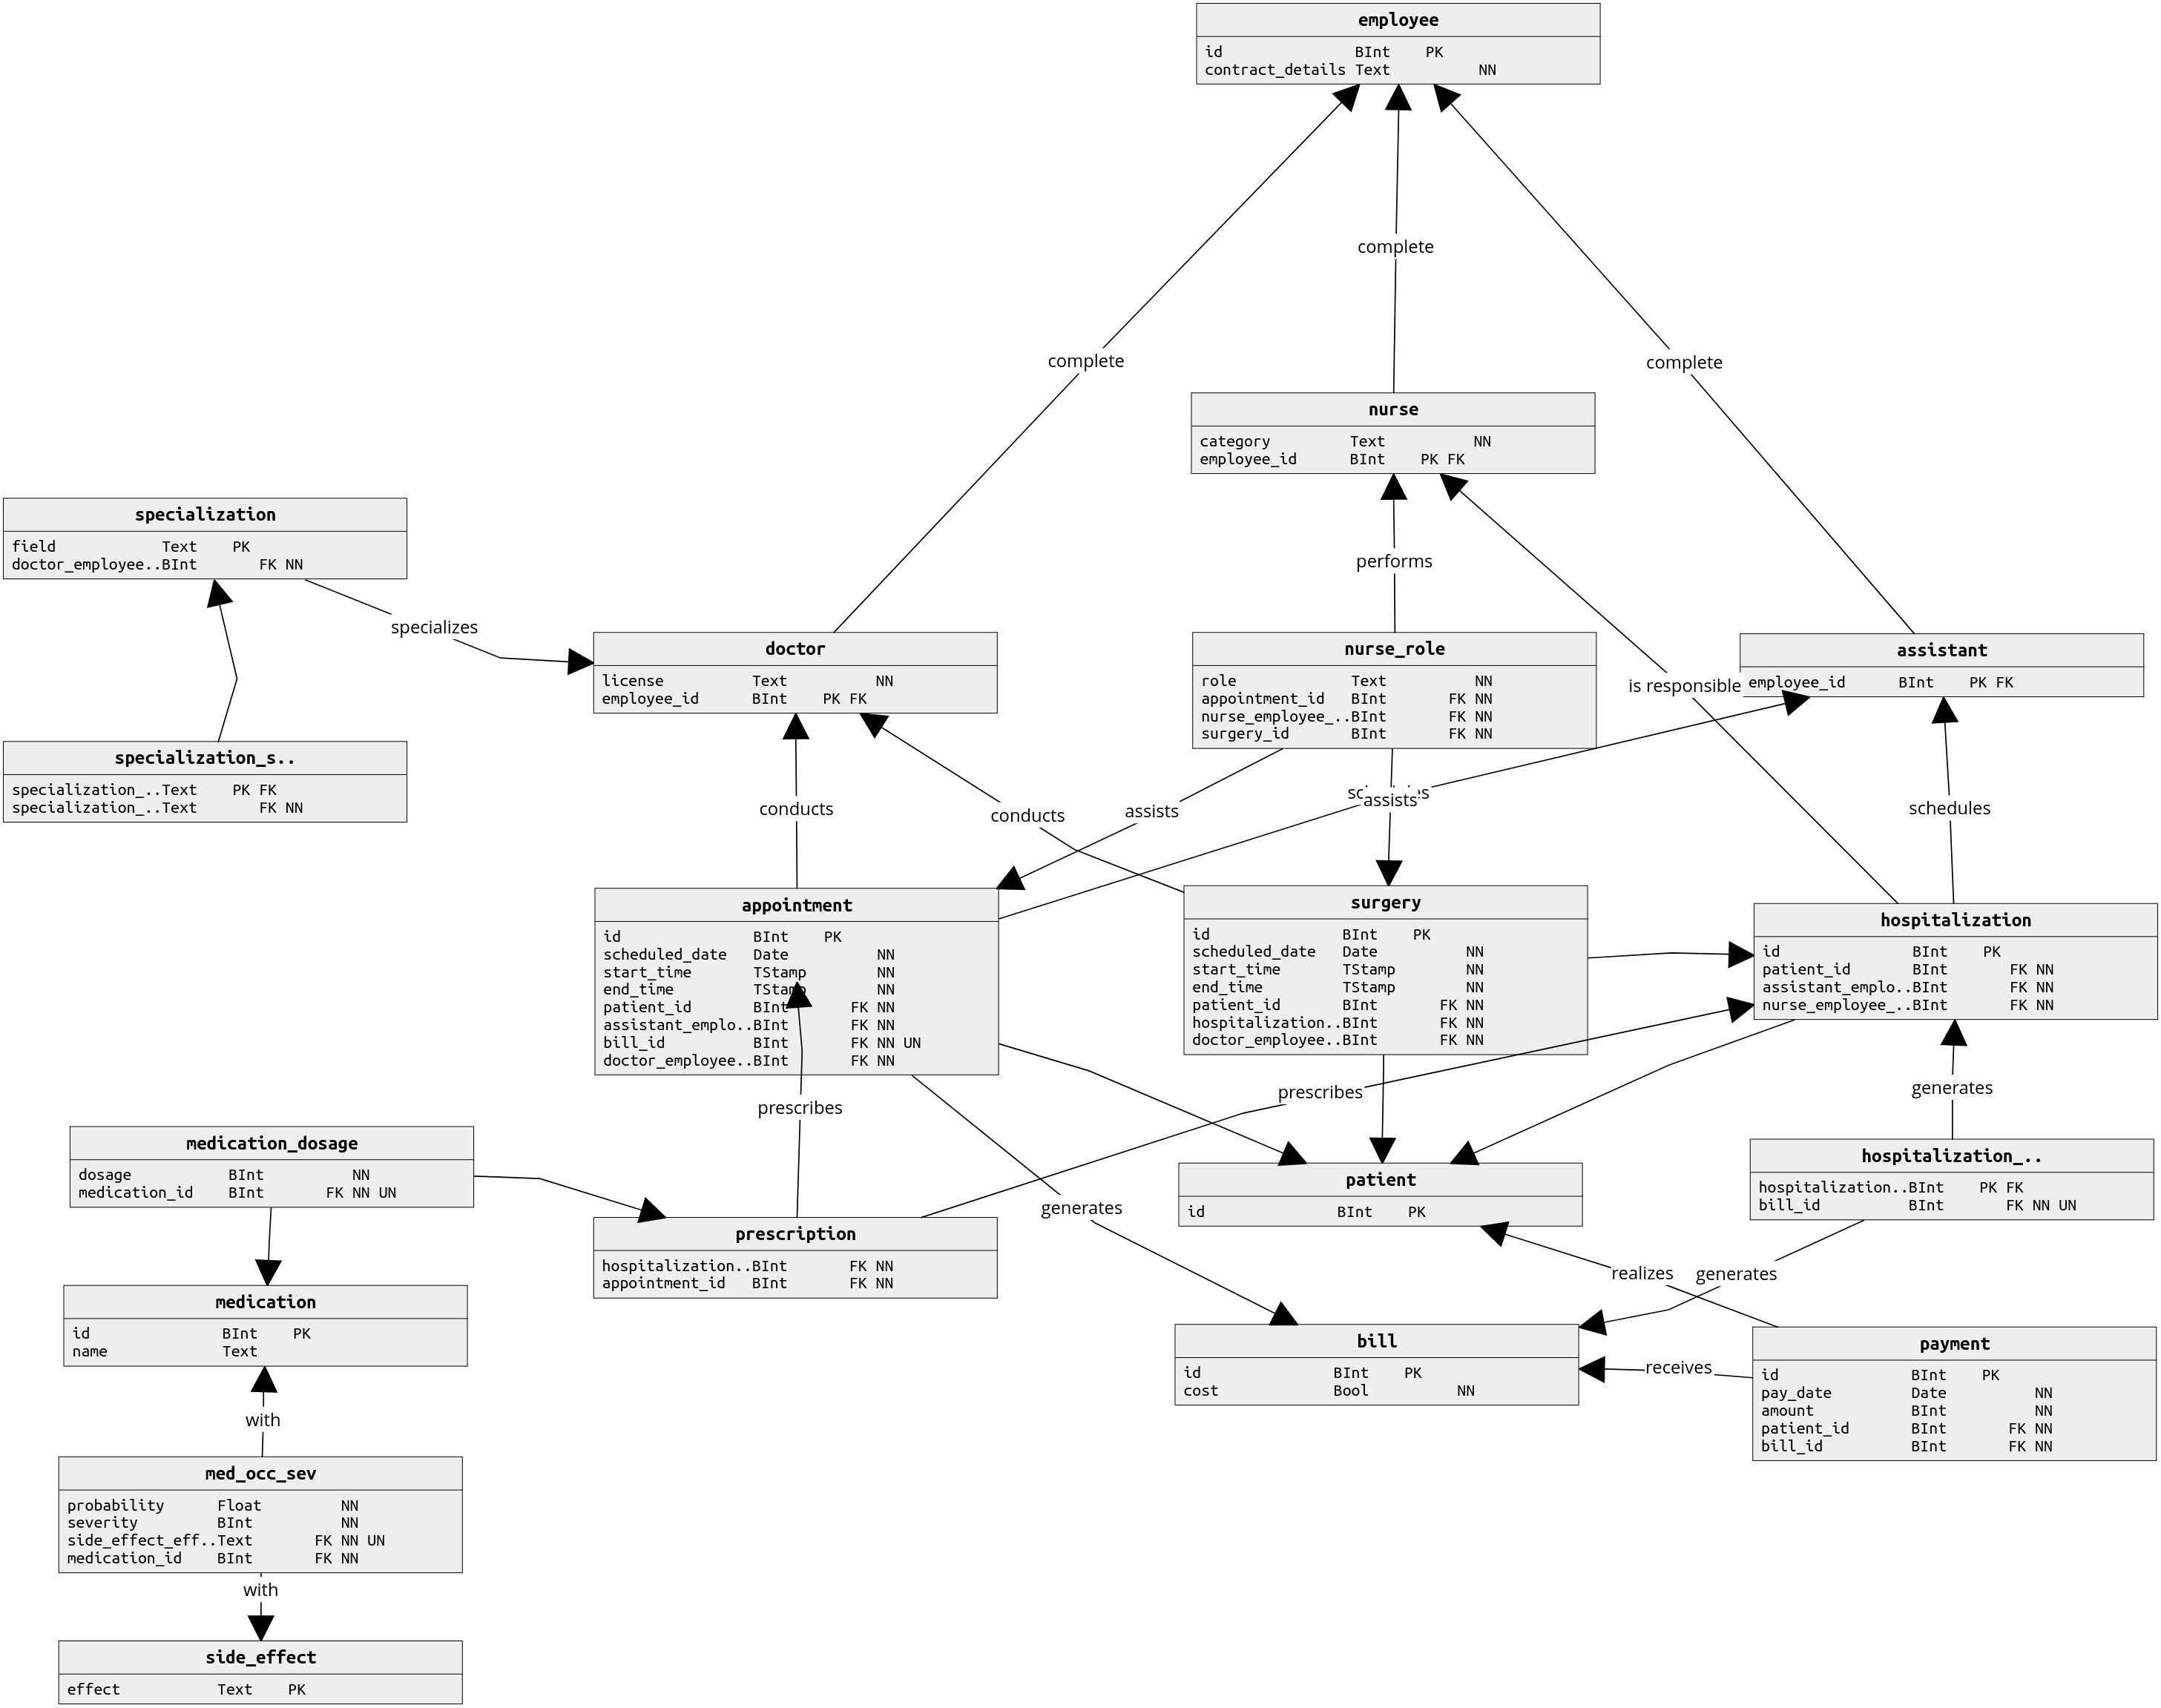 employee
id BInt PK
contract_details Text NN
complete
complete
complete
nurse
category Text NN
employee_id BInt PK FK
specialization
field Text PK
doctor_employee..BInt FK NN
performs
specializes
doctor
license Text NN
employee_id BInt PK FK
nurse_role
role Text NN
appointment_id BInt FK NN
nurse_employee_..BInt FK NN
surgery_id BInt FK NN
is responsible
assistant
employee_id BInt PK FK
specialization_s..
specialization_..Text PK FK
specialization_..Text FK NN
conducts
conducts
assists
assists
schedules
appointment
id BInt PK
scheduled_date Date NN
start_time TStamp NN
end_time TStamp NN
patient_id BInt FK NN
assistant_emplo..BInt FK NN
bill_id BInt FK NN UN
doctor_employee..BInt FK NN
surgery
id BInt PK
scheduled_date Date NN
start_time TStamp NN
end_time TStamp NN
patient_id BInt FK NN
hospitalization..BInt FK NN
doctor_employee..BInt FK NN
hospitalization
id BInt PK
patient_id BInt FK NN
assistant_emplo..BInt FK NN
nurse_employee_..BInt FK NN
prescribes
prescribes
generates
medication_dosage
dosage BInt NN
medication_id BInt FK NN UN
hospitalization_..
hospitalization..BInt PK FK
bill_id BInt FK NN UN
patient
id BInt PK
generates
prescription
hospitalization..BInt FK NN
appointment_id BInt FK NN
realizes
generates
medication
id BInt PK
name Text
bill
id BInt PK
cost Bool NN
receives
payment
id BInt PK
pay_date Date NN
amount BInt NN
patient_id BInt FK NN
bill_id BInt FK NN
with
med_occ_sev
probability Float NN
severity BInt NN
side_effect_eff..Text FK NN UN
medication_id BInt FK NN
with
side_effect
effect Text PK